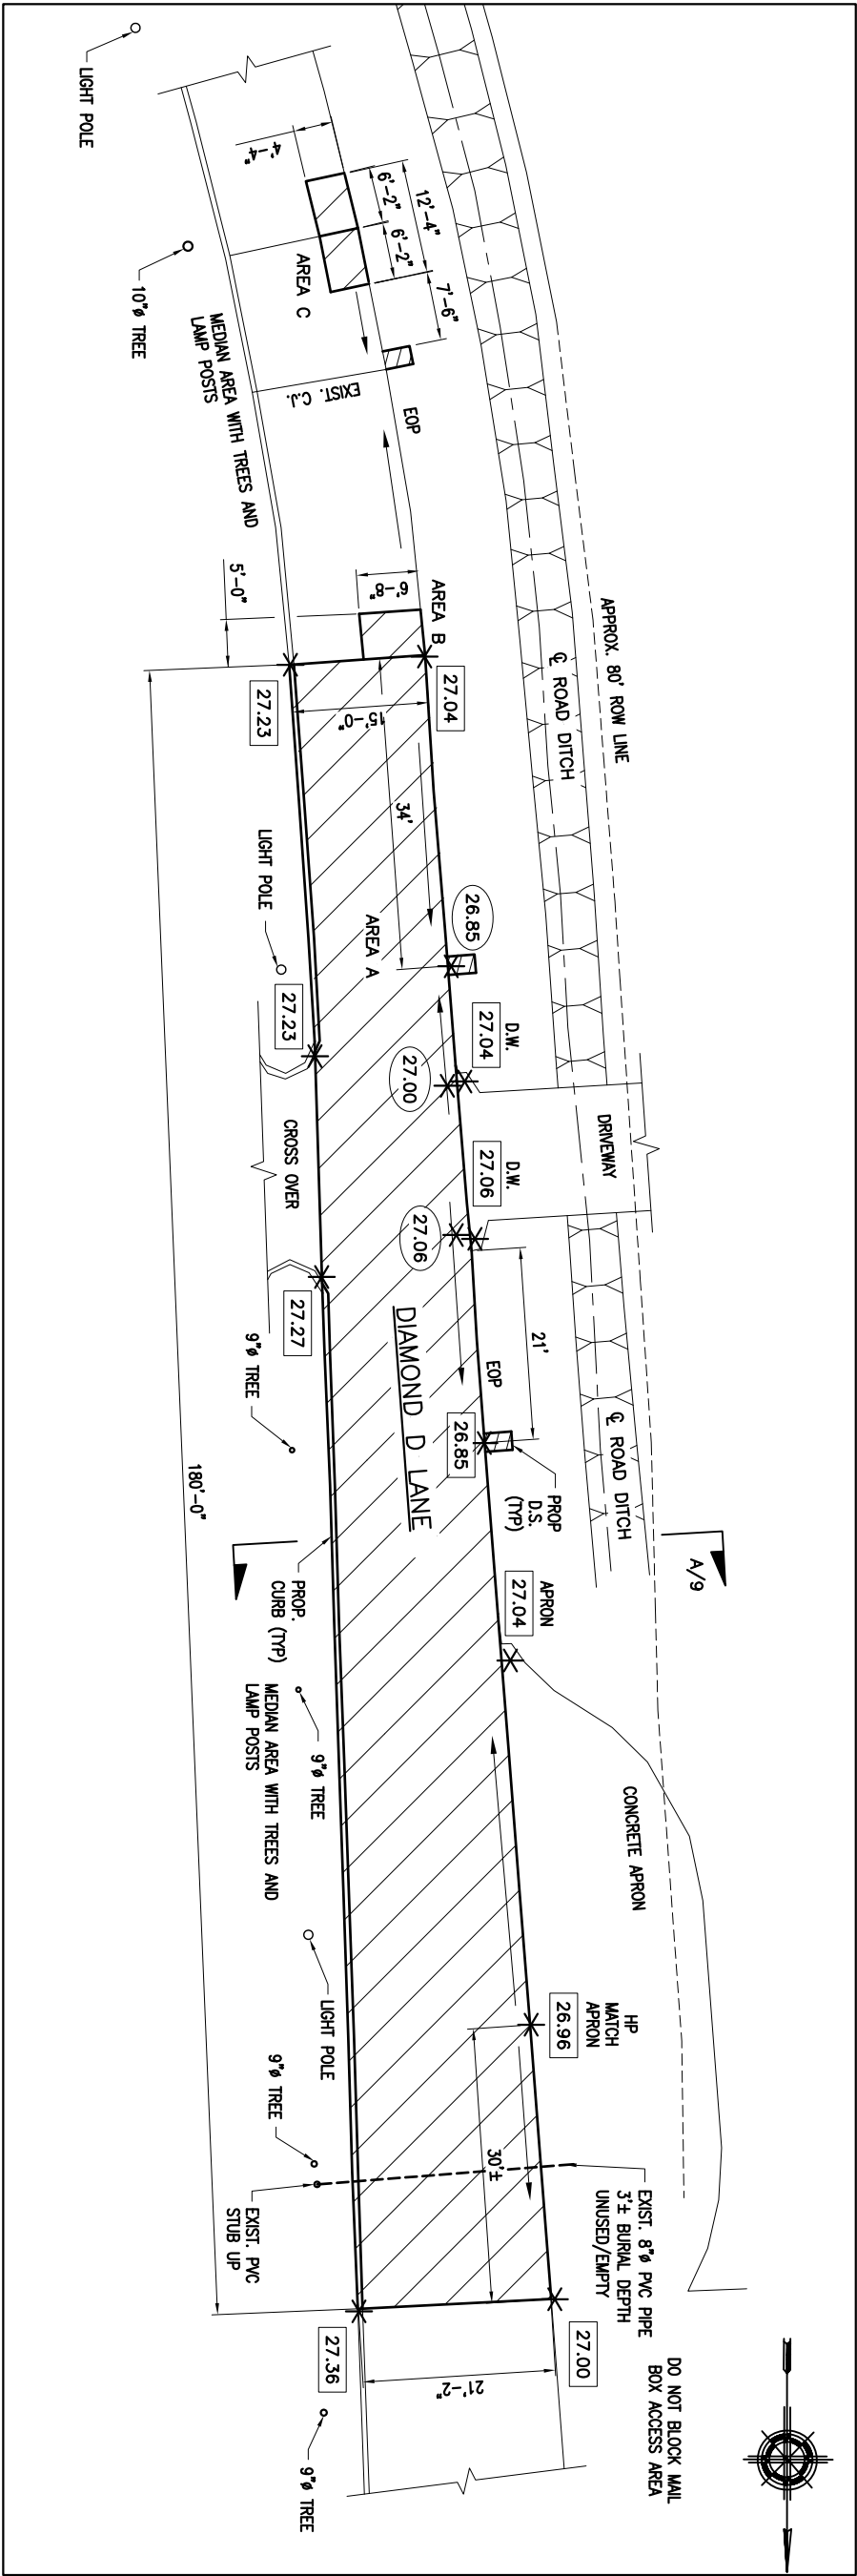 LIGHT POLE
10"ø TREE
MEDIAN AREA WITH TREES AND
LAMP POSTS
4'-4"
6'-2"
12'-4"
6'-2"
7'-6"
AREA C
EXIST. C.J.
EOP
APPROX. 80' ROW LINE
℄ ROAD DITCH
5'-0"
6'-8"
AREA B
27.04
27.23
15'-0"
34'
LIGHT POLE
AREA A
26.85
27.23
D.W.
27.04
27.00
CROSS OVER
DRIVEWAY
D.W.
27.06
27.06
27.27
9"ø TREE
DIAMOND D LANE
21'
EOP
26.85
PROP
D.S.
(TYP)
℄ ROAD DITCH
A/9
180'-0"
PROP.
CURB (TYP)
APRON
27.04
9"ø TREE
MEDIAN AREA WITH TREES AND
LAMP POSTS
CONCRETE APRON
LIGHT POLE
HP
MATCH
APRON
26.96
30'±
9"ø TREE
EXIST. PVC
STUB UP
EXIST. 8"ø PVC PIPE
3'± BURIAL DEPTH
UNUSED/EMPTY
27.00
27.36
21'-2"
9"ø TREE
DO NOT BLOCK MAIL
BOX ACCESS AREA